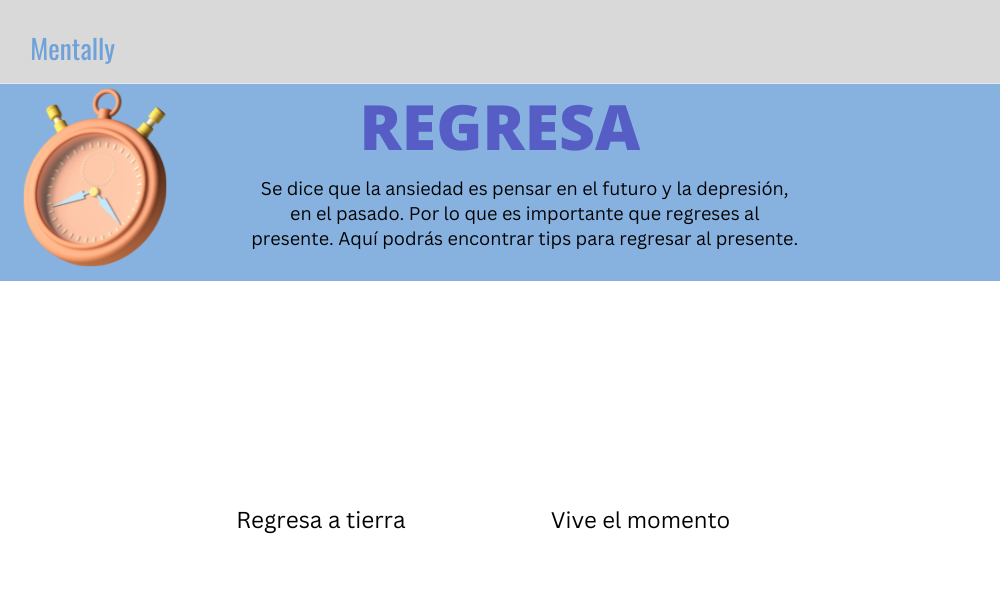 Mentally
REGRESA
Se dice que la ansiedad es pensar en el futuro y la depresión,
en el pasado. Por lo que es importante que regreses al
presente. Aquí podrás encontrar tips para regresar al presente.
Regresa a tierra
Vive el momento